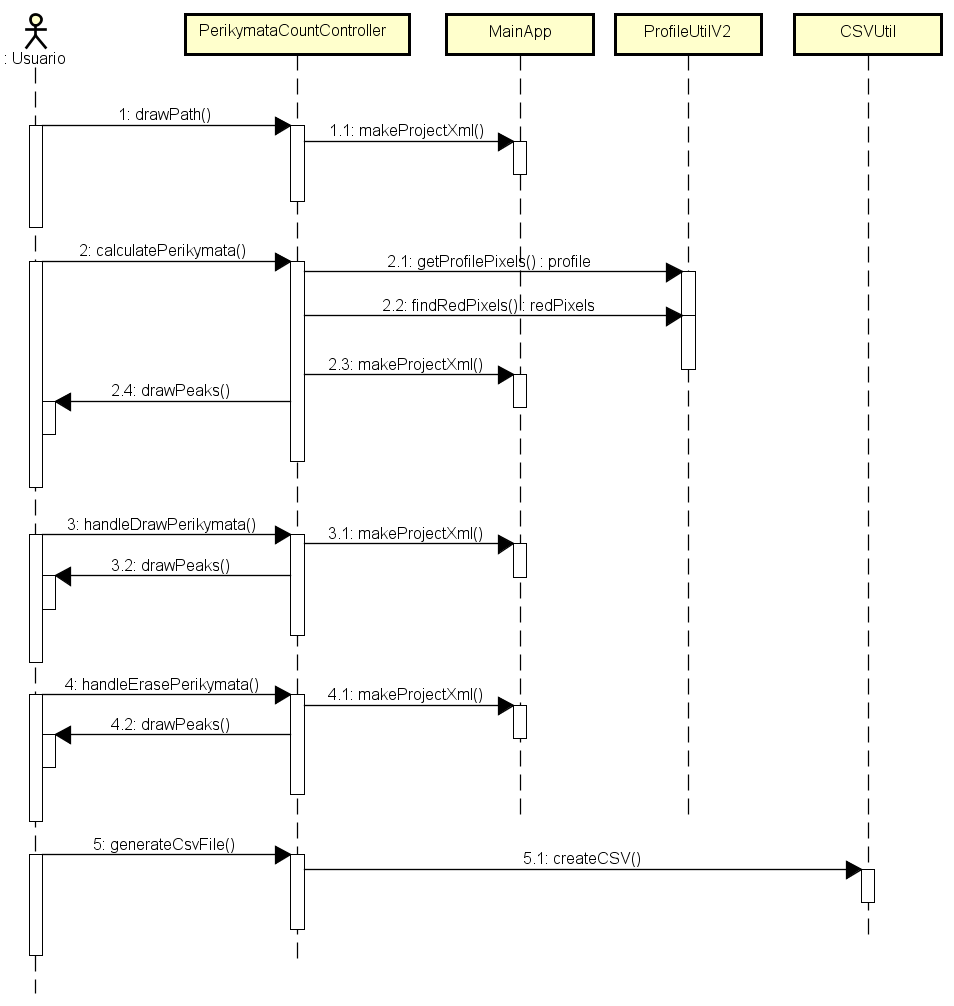 PerikymataCountController
MainApp
ProfileUtilV2
CSVUtil
: Usuario
1: drawPath()
1.1: makeProjectXml()
2: calculatePerikymata()
2.1: getProfilePixels() : profile
2.2: findRedPixels() : redPixels
2.3: makeProjectXml()
2.4: drawPeaks()
3: handleDrawPerikymata()
3.1: makeProjectXml()
3.2: drawPeaks()
4: handleErasePerikymata()
4.1: makeProjectXml()
4.2: drawPeaks()
5: generateCsvFile()
5.1: createCSV()